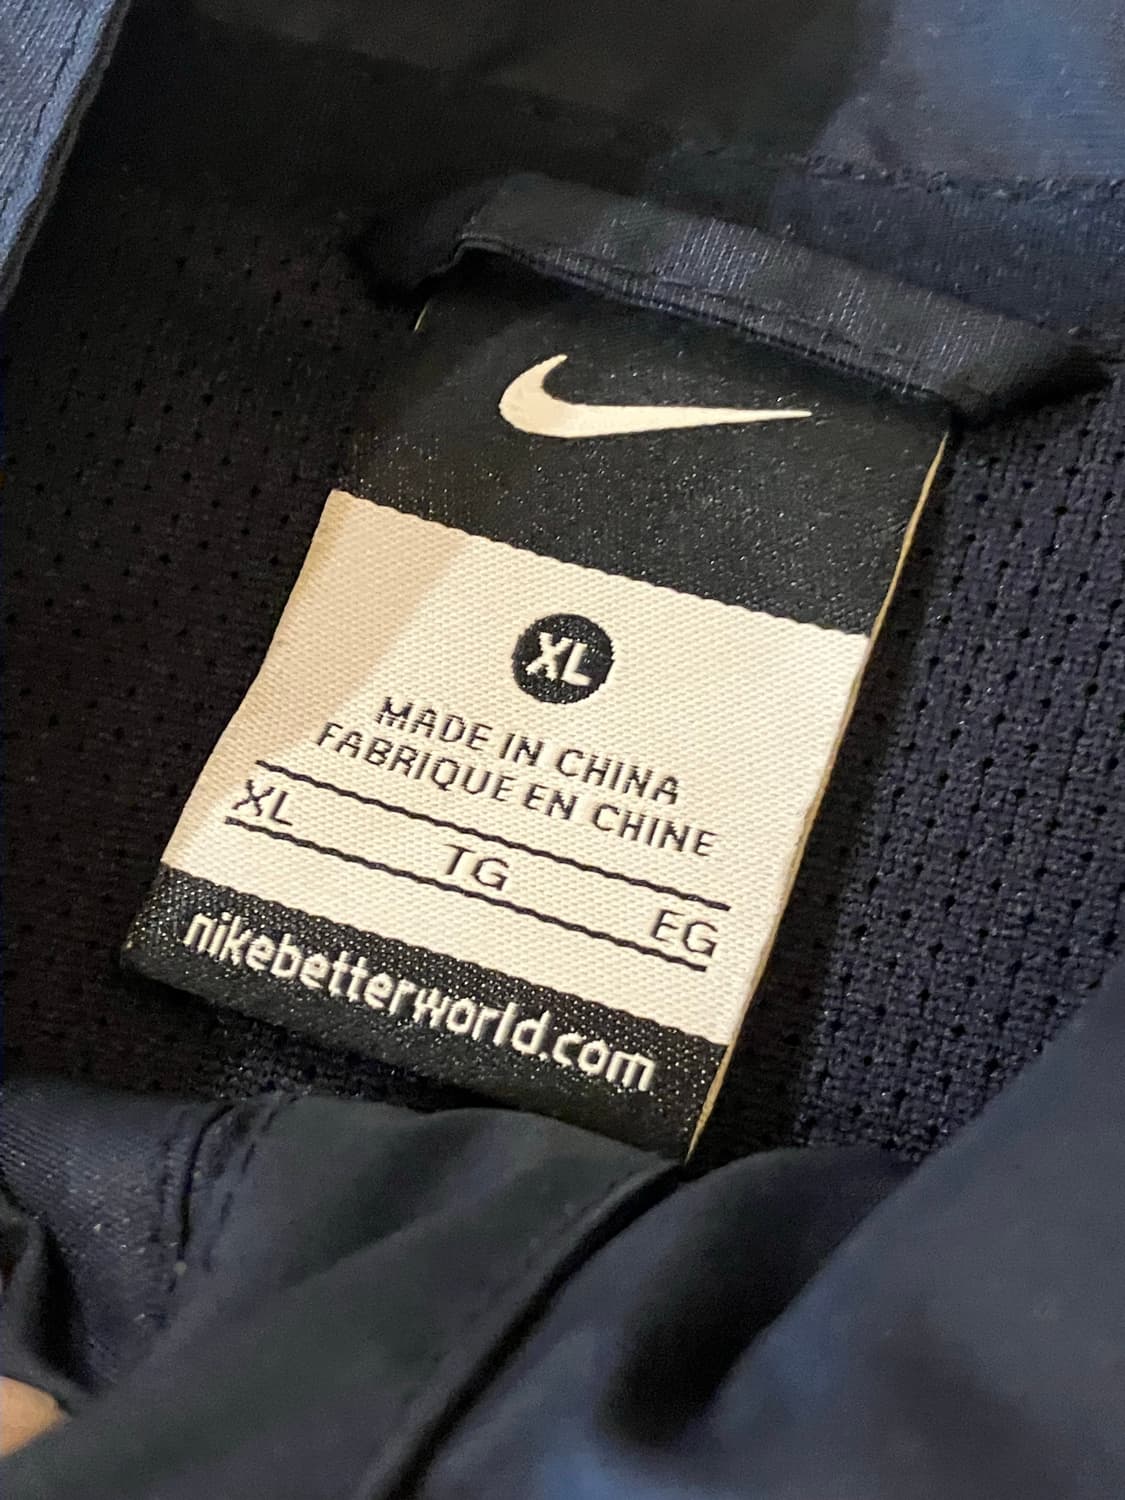 XL
MADE IN CHINA
FABRIQUE EN CHINE
XL TG EG
nikebetterworld.com